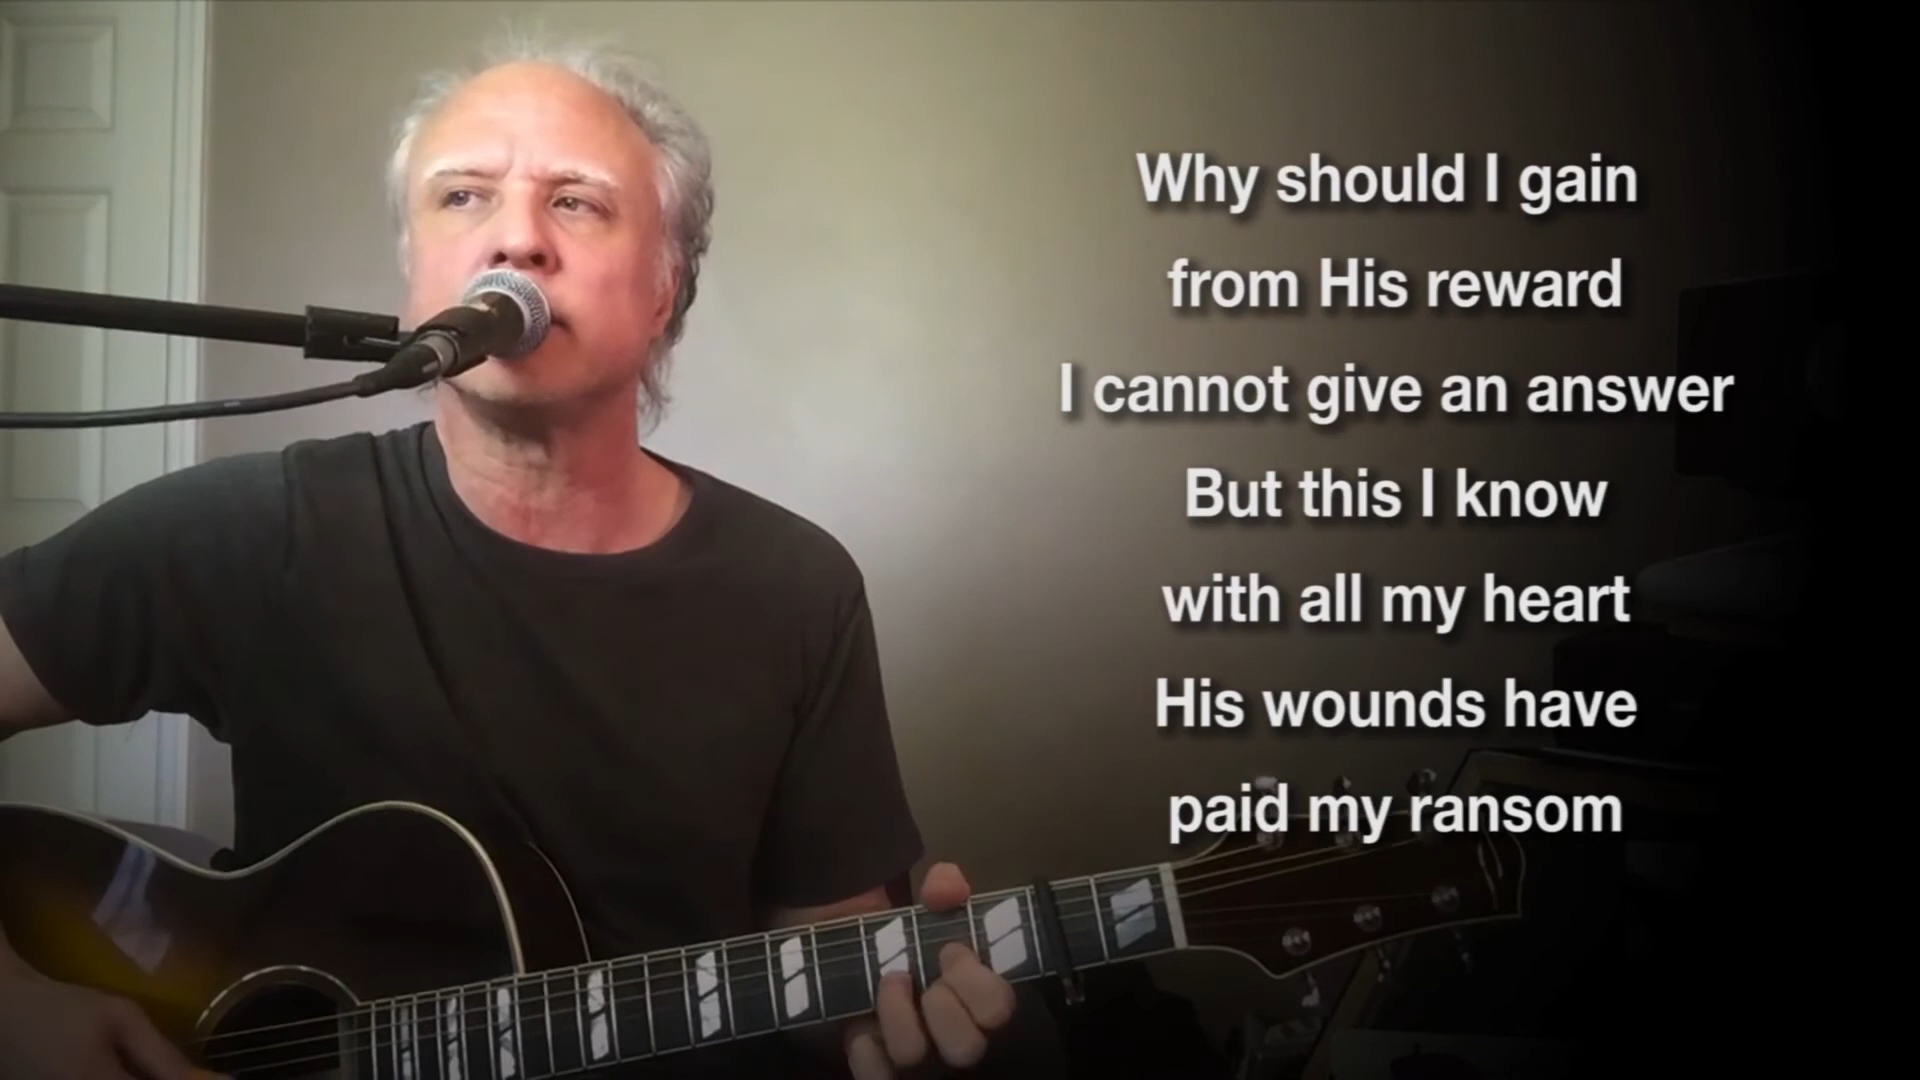 Why should I gain
from His reward
I cannot give an answer
But this I know
with all my heart
His wounds have
paid my ransom